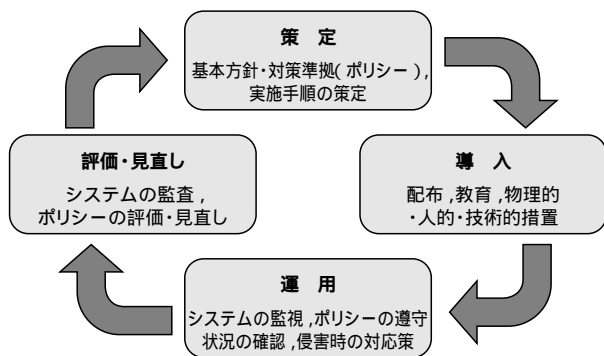 策 定
基本方針・対策準拠(ポリシー),
実施手順の策定
評価・見直し
システムの監査,
ポリシーの評価・見直し
導 入
配布,教育,物理的
・人的・技術的措置
運 用
システムの監視,ポリシーの遵守
状況の確認,侵害時の対応策